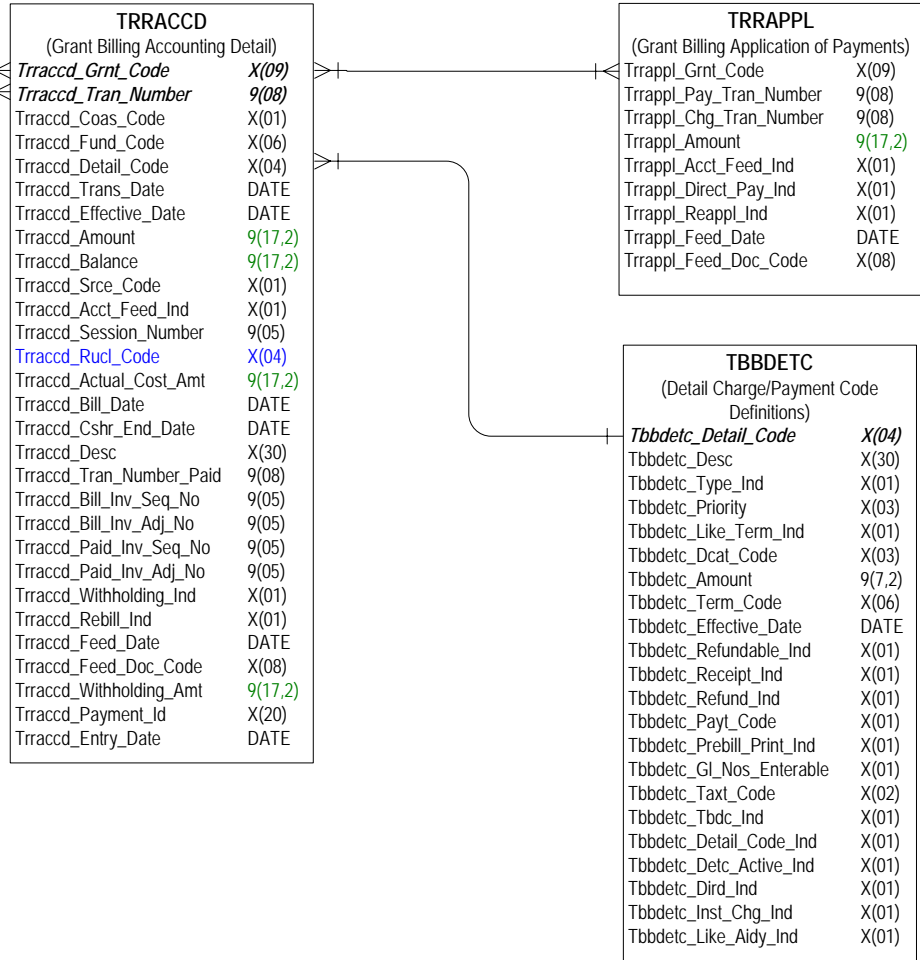 TRRACCD
(Grant Billing Accounting Detail)
Trraccd_Grnt_Code X(09)
Trraccd_Tran_Number 9(08)
Trraccd_Coas_Code X(01)
Trraccd_Fund_Code X(06)
Trraccd_Detail_Code X(04)
Trraccd_Trans_Date DATE
Trraccd_Effective_Date DATE
Trraccd_Amount 9(17,2)
Trraccd_Balance 9(17,2)
Trraccd_Srce_Code X(01)
Trraccd_Acct_Feed_Ind X(01)
Trraccd_Session_Number 9(05)
Trraccd_Rucl_Code X(04)
Trraccd_Actual_Cost_Amt 9(17,2)
Trraccd_Bill_Date DATE
Trraccd_Cshr_End_Date DATE
Trraccd_Desc X(30)
Trraccd_Tran_Number_Paid 9(08)
Trraccd_Bill_Inv_Seq_No 9(05)
Trraccd_Bill_Inv_Adj_No 9(05)
Trraccd_Paid_Inv_Seq_No 9(05)
Trraccd_Paid_Inv_Adj_No 9(05)
Trraccd_Withholding_Ind X(01)
Trraccd_Rebill_Ind X(01)
Trraccd_Feed_Date DATE
Trraccd_Feed_Doc_Code X(08)
Trraccd_Withholding_Amt 9(17,2)
Trraccd_Payment_Id X(20)
Trraccd_Entry_Date DATE
TRRAPPL
(Grant Billing Application of Payments)
Trrappl_Grnt_Code X(09)
Trrappl_Pay_Tran_Number 9(08)
Trrappl_Chg_Tran_Number 9(08)
Trrappl_Amount 9(17,2)
Trrappl_Acct_Feed_Ind X(01)
Trrappl_Direct_Pay_Ind X(01)
Trrappl_Reappl_Ind X(01)
Trrappl_Feed_Date DATE
Trrappl_Feed_Doc_Code X(08)
TBBDETC
(Detail Charge/Payment Code
Definitions)
Tbbdetc_Detail_Code X(04)
Tbbdetc_Desc X(30)
Tbbdetc_Type_Ind X(01)
Tbbdetc_Priority X(03)
Tbbdetc_Like_Term_Ind X(01)
Tbbdetc_Dcat_Code X(03)
Tbbdetc_Amount 9(7,2)
Tbbdetc_Term_Code X(06)
Tbbdetc_Effective_Date DATE
Tbbdetc_Refundable_Ind X(01)
Tbbdetc_Receipt_Ind X(01)
Tbbdetc_Refund_Ind X(01)
Tbbdetc_Payt_Code X(01)
Tbbdetc_Prebill_Print_Ind X(01)
Tbbdetc_Gl_Nos_Enterable X(01)
Tbbdetc_Taxt_Code X(02)
Tbbdetc_Tbdc_Ind X(01)
Tbbdetc_Detail_Code_Ind X(01)
Tbbdetc_Detc_Active_Ind X(01)
Tbbdetc_Dird_Ind X(01)
Tbbdetc_Inst_Chg_Ind X(01)
Tbbdetc_Like_Aidy_Ind X(01)